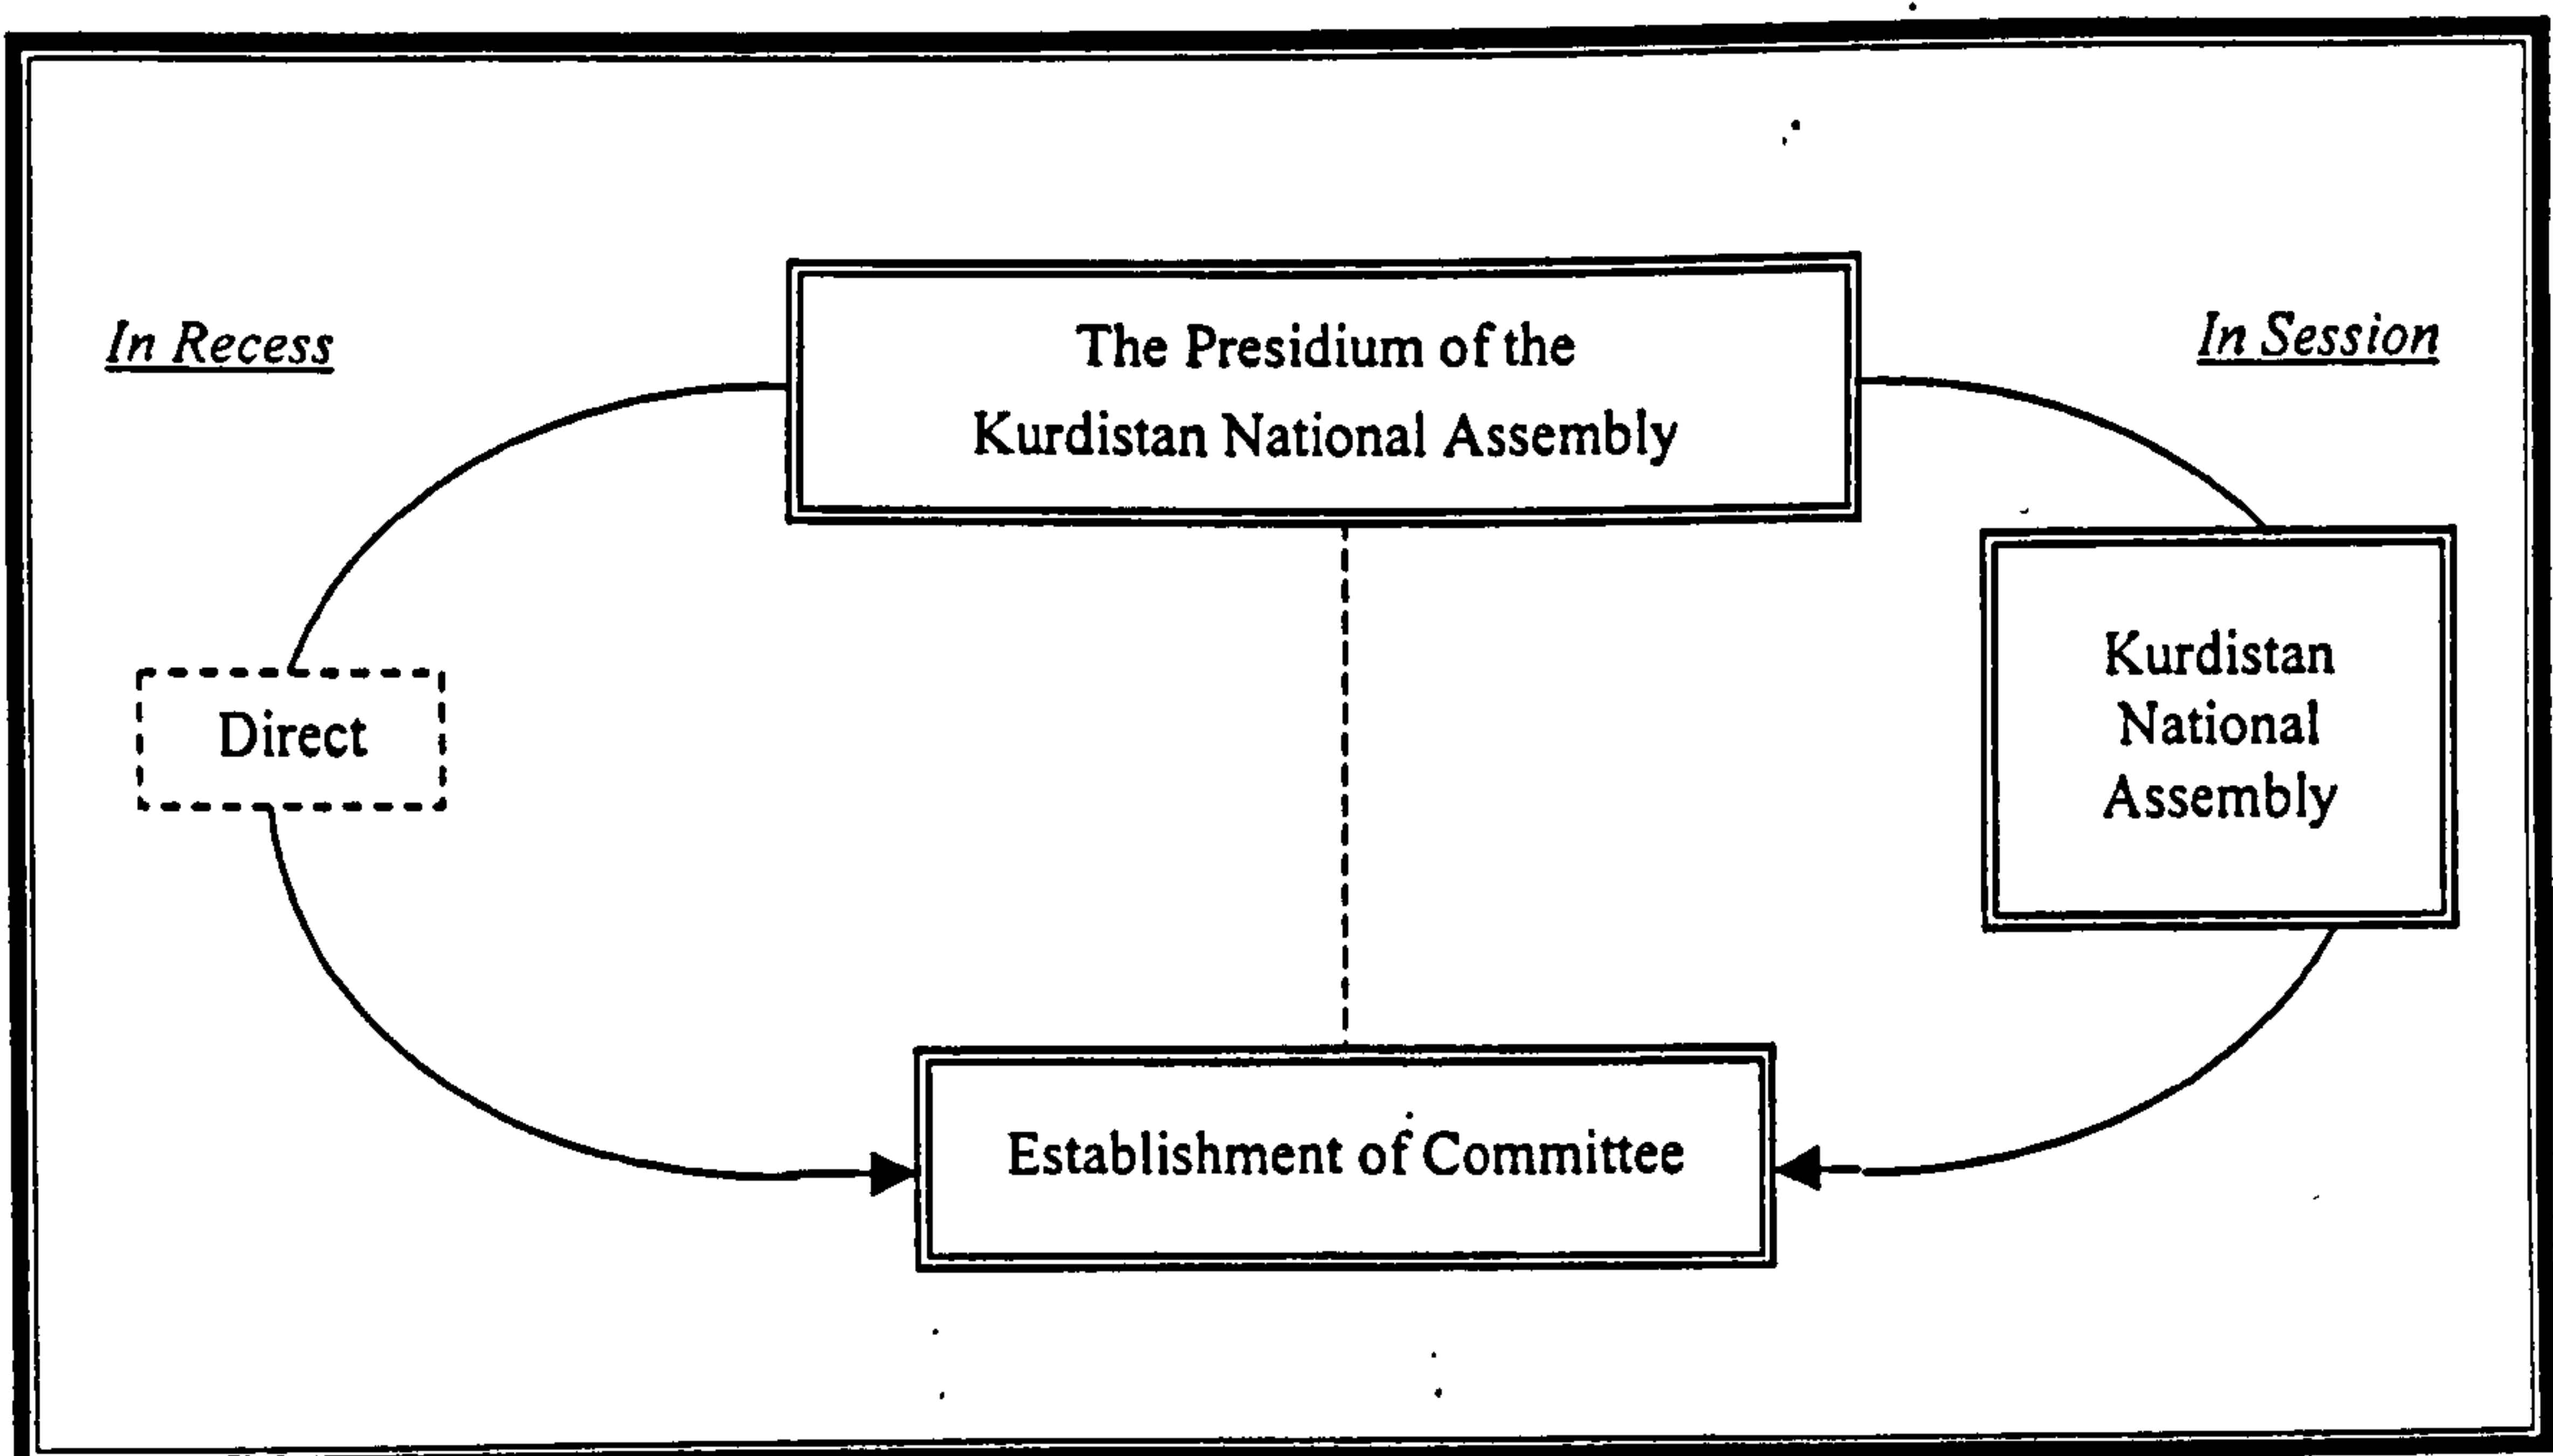 In Recess
The Presidium of the
Kurdistan National Assembly
In Session
Direct
Kurdistan
National
Assembly
Establishment of Committee